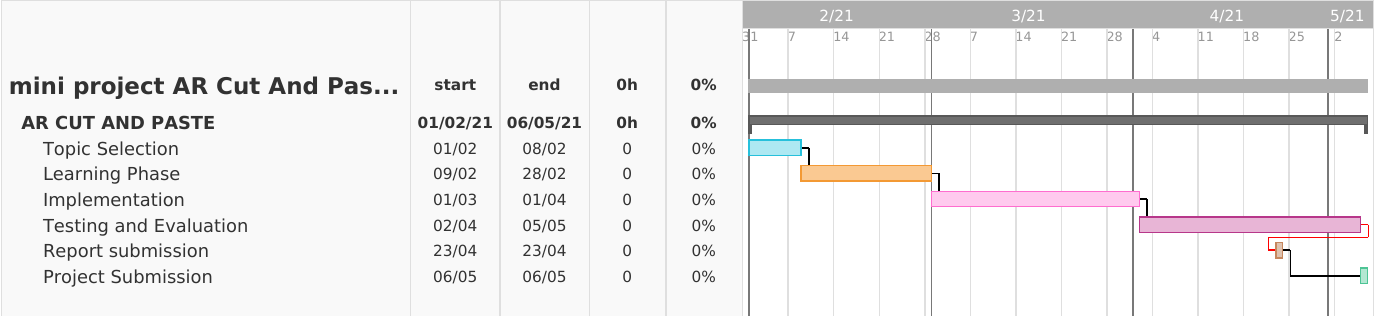 2/21 3/21 4/21 5/21
31 7 14 21 28 7 14 21 28 4 11 18 25 2
mini project AR Cut And Pas... start end 0h 0%
AR CUT AND PASTE 01/02/21 06/05/21 0h 0%
Topic Selection 01/02 08/02 0 0%
Learning Phase 09/02 28/02 0 0%
Implementation 01/03 01/04 0 0%
Testing and Evaluation 02/04 05/05 0 0%
Report submission 23/04 23/04 0 0%
Project Submission 06/05 06/05 0 0%